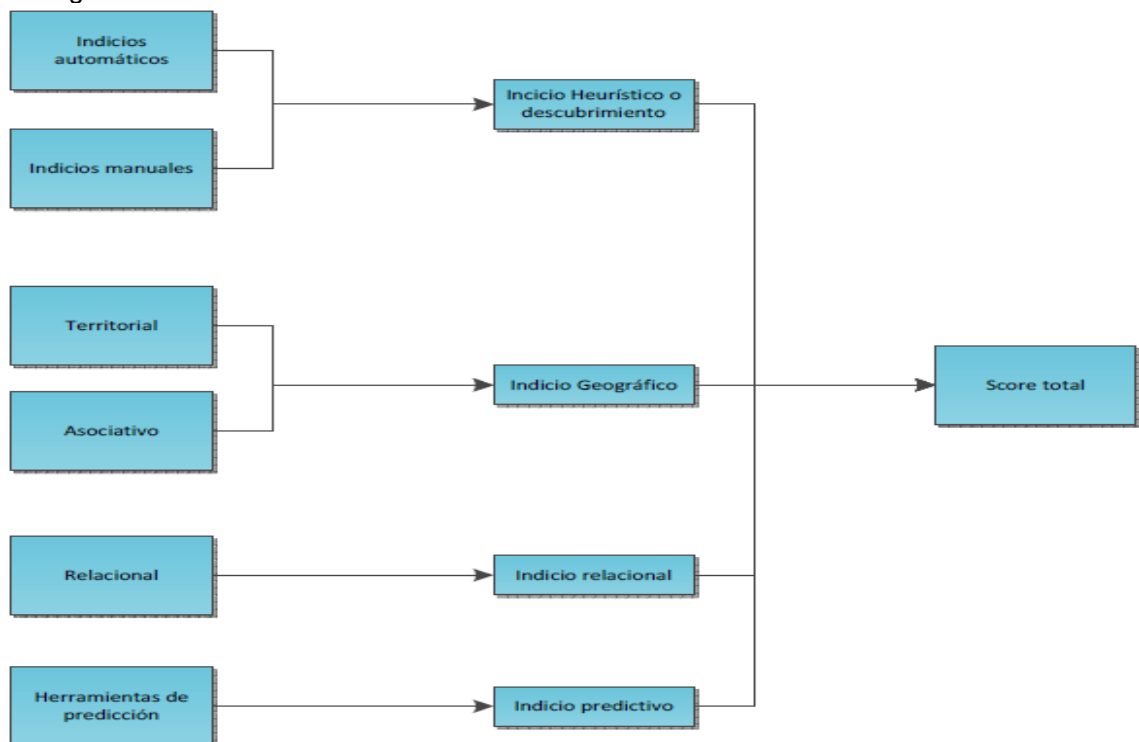 Indicios
automáticos
Incicio Heurístico o
descubrimiento
Indicios manuales
Territorial
Indicio Geográfico
Score total
Asociativo
Relacional
Indicio relacional
Herramientas de
predicción
Indicio predictivo